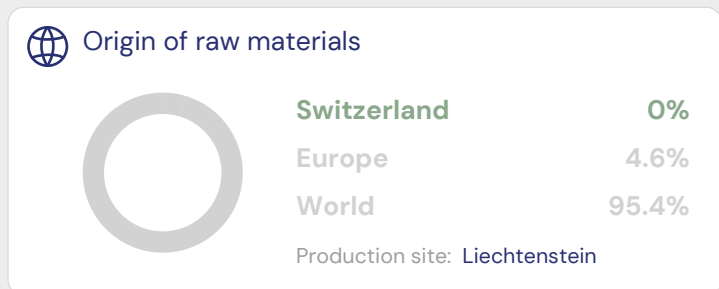 Origin of raw materials
Switzerland 0%
Europe 4.6%
World 95.4%
Production site: Liechtenstein